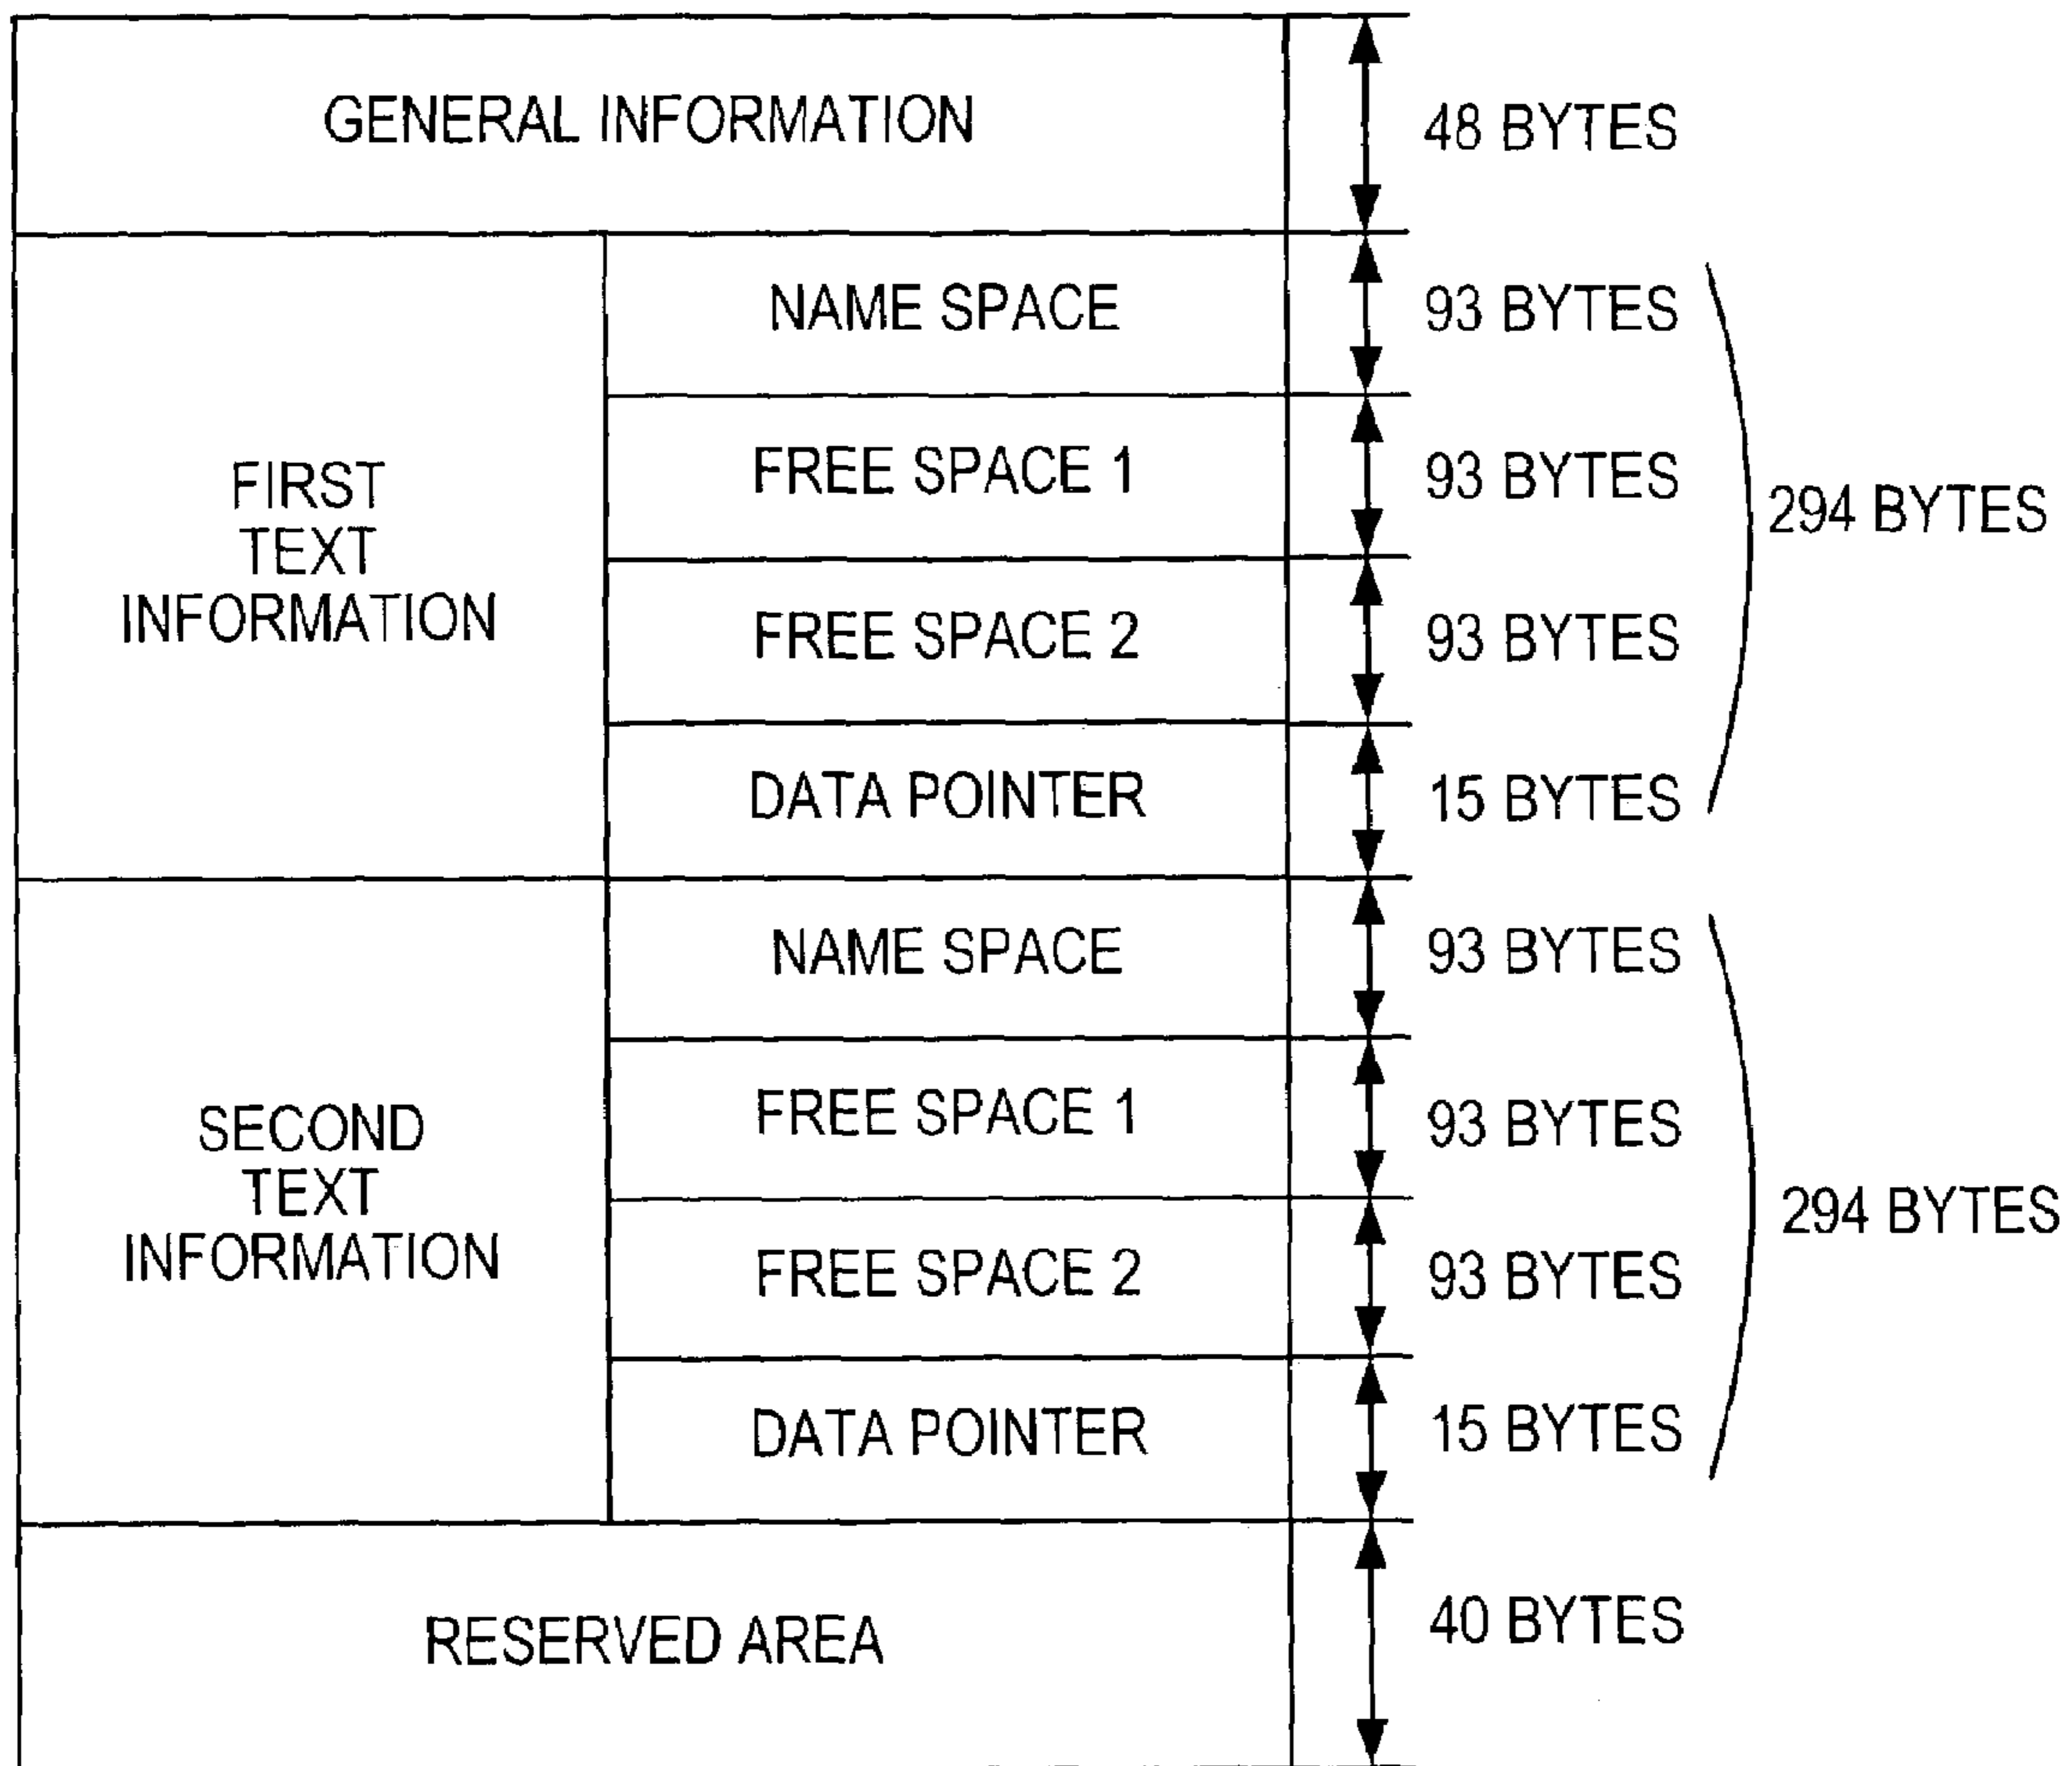 GENERAL INFORMATION
48 BYTES
FIRST
TEXT
INFORMATION
NAME SPACE
93 BYTES
FREE SPACE 1
93 BYTES
FREE SPACE 2
93 BYTES
DATA POINTER
15 BYTES
294 BYTES
SECOND
TEXT
INFORMATION
NAME SPACE
93 BYTES
FREE SPACE 1
93 BYTES
FREE SPACE 2
93 BYTES
DATA POINTER
15 BYTES
294 BYTES
RESERVED AREA
40 BYTES